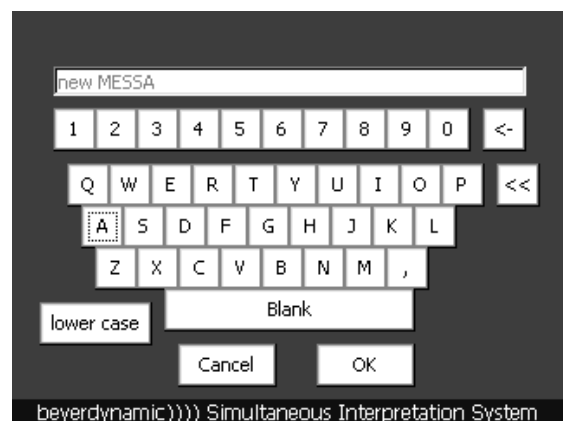 new MESSA
1 2 3 4 5 6 7 8 9 0 <-
Q W E R T Y U I O P <<
A S D F G H J K L
Z X C V B N M ,
Blank
lower case
Cancel OK
beyerdynamic)))) Simultaneous Interpretation System